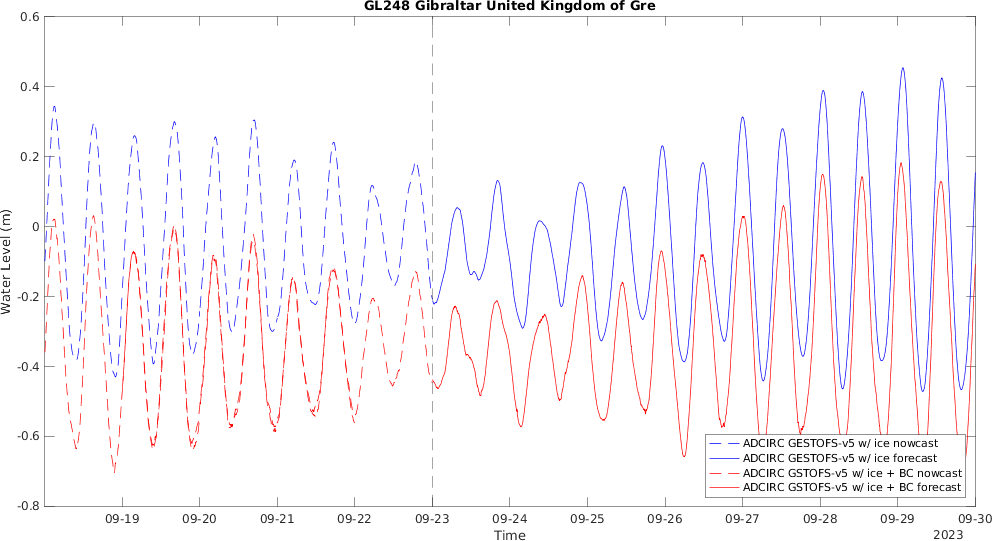 GL248 Gibraltar United Kingdom of Gre
0.6
0.4
0.2
0
-0.2
-0.4
-0.6
-0.8
Water Level (m)
ADCIRC GESTOFS-v5 w/ ice nowcast
ADCIRC GESTOFS-v5 w/ ice forecast
ADCIRC GSTOFS-v5 w/ ice + BC nowcast
ADCIRC GSTOFS-v5 w/ ice + BC forecast
09-19 09-20 09-21 09-22 09-23 09-24 09-25 09-26 09-27 09-28 09-29 09-30
Time
2023